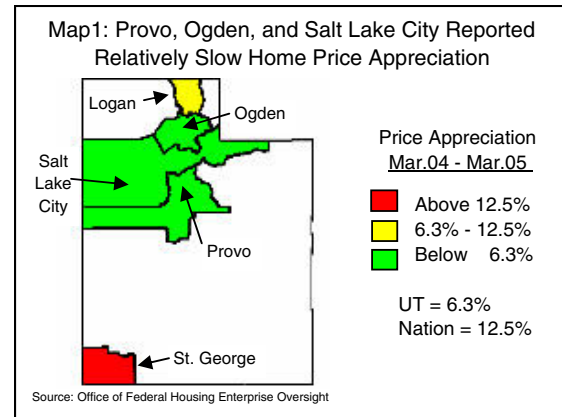 Map1: Provo, Ogden, and Salt Lake City Reported
Relatively Slow Home Price Appreciation
Logan
Ogden
Salt
Lake
City
Provo
St. George
Price Appreciation
Mar.04 - Mar.05
Above 12.5%
6.3% - 12.5%
Below 6.3%
UT = 6.3%
Nation = 12.5%
Source: Office of Federal Housing Enterprise Oversight